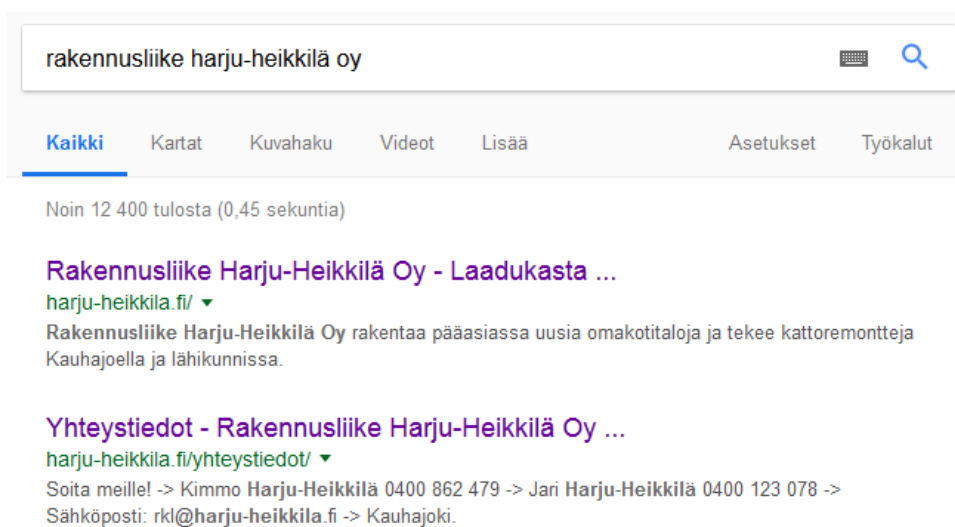 rakennusliike harju-heikkilä oy
Kaikki Kartat Kuvahaku Videot Lisää Asetukset Työkalut
Noin 12 400 tulosta (0,45 sekuntia)
Rakennusliike Harju-Heikkilä Oy - Laadukasta ...
harju-heikkila.fi/
Rakennusliike Harju-Heikkilä Oy rakentaa pääasiassa uusia omakotitaloja ja tekee kattoremontteja
Kauhajoella ja lähikunnissa.
Yhteystiedot - Rakennusliike Harju-Heikkilä Oy ...
harju-heikkila.fi/yhteystiedot/
Soita meille! -> Kimmo Harju-Heikkilä 0400 862 479 -> Jari Harju-Heikkilä 0400 123 078 ->
Sähköposti: rkl@harju-heikkila.fi -> Kauhajoki.